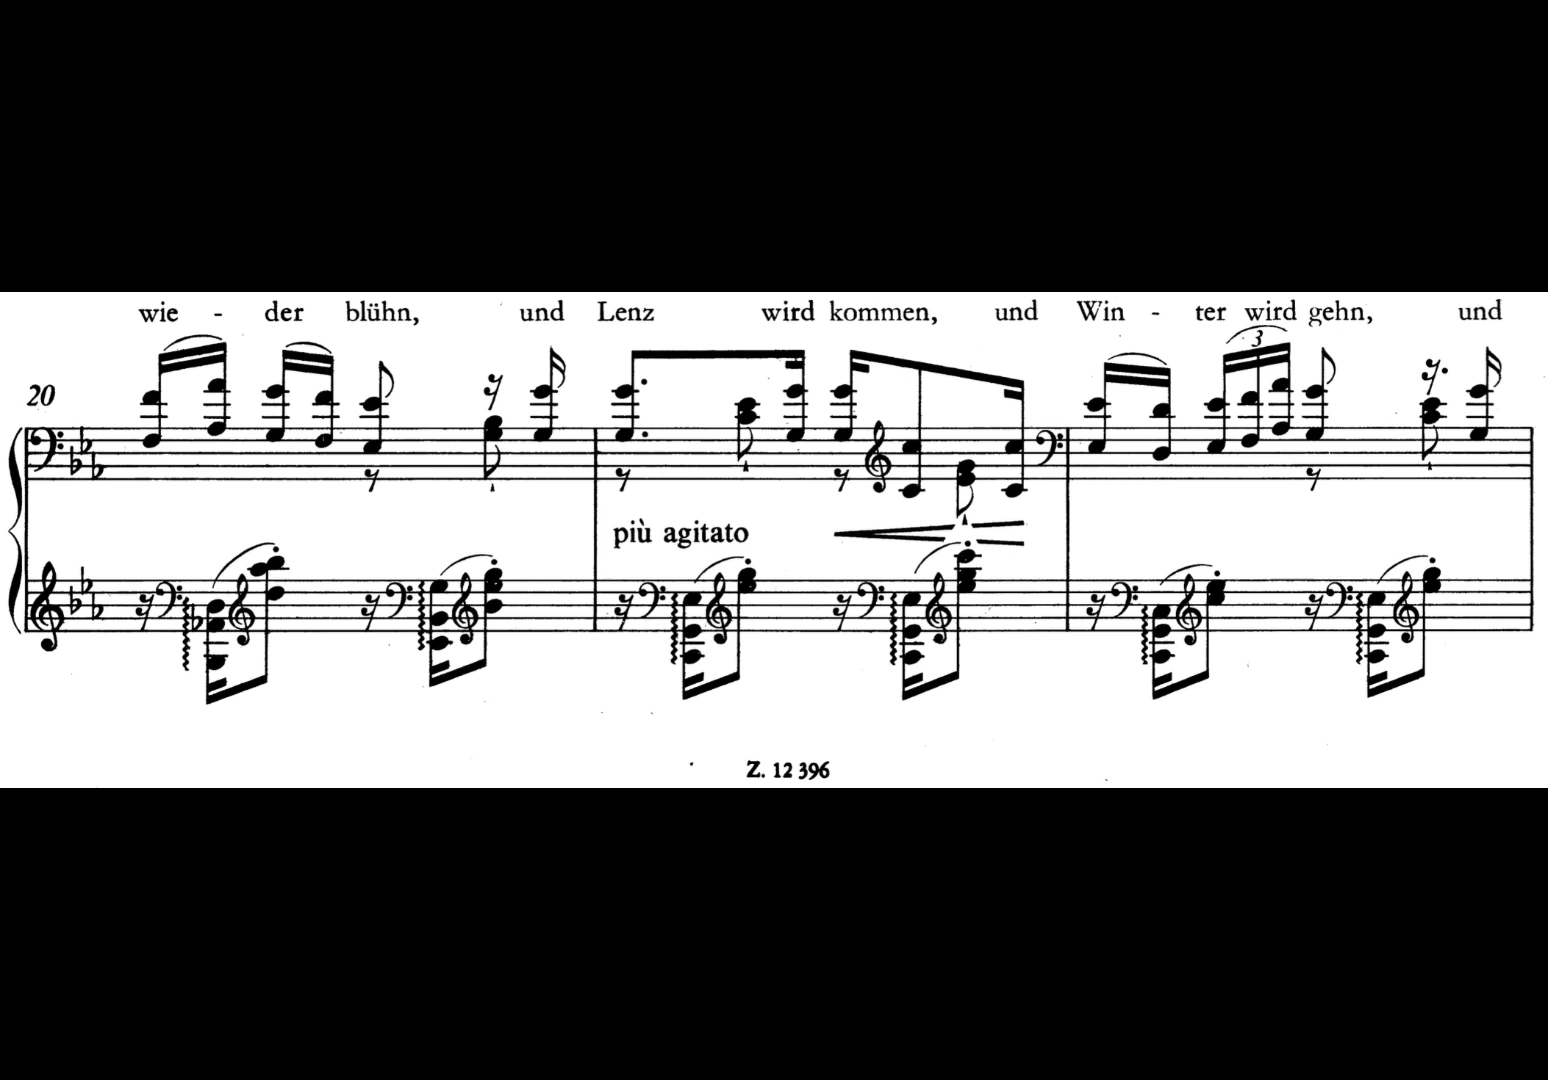 wie - der blühn, und Lenz wird kommen, und Win - ter wird gehn, und
3
20
più agitato
Z. 12 396